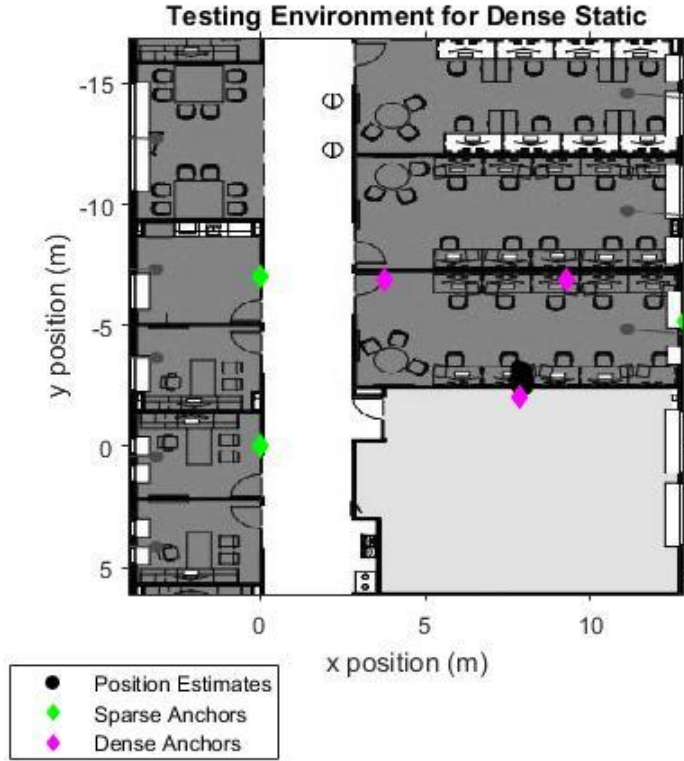 Testing Environment for Dense Static
-15
-10
-5
0
5
y position (m)
0
5
10
x position (m)
Position Estimates
Sparse Anchors
Dense Anchors